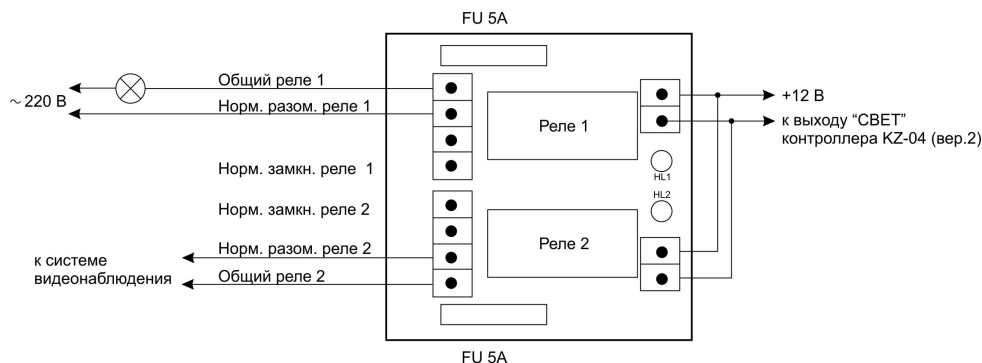 FU 5A
Общий реле 1
~ 220 В
Норм. разом. реле 1
Норм. замкн. реле 1
Норм. замкн. реле 2
Норм. разом. реле 2
Общий реле 2
к системе
видеонаблюдения
Реле 1
HL1
HL2
Реле 2
+12 В
к выходу “СВЕТ”
контроллера KZ-04 (вер.2)
FU 5A